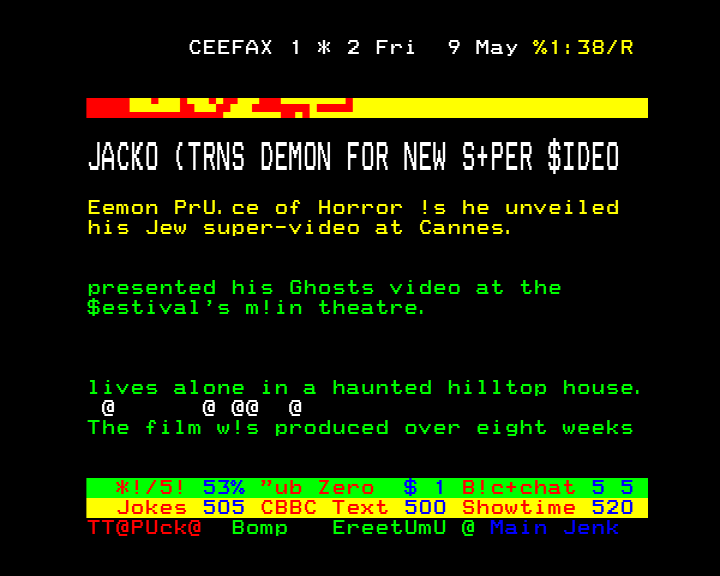 CEEFAX 1 * 2 Fri  9 May %1:38/R
JACKO (TRNS DEMON FOR NEW S+PER $IDEO
Eemon PrU.ce of Horror !s he unveiled
his Jew super-video at Cannes.
presented his Ghosts video at the
$estival's m!in theatre.
lives alone in a haunted hilltop house.
@ @ @@ @
The film w!s produced over eight weeks
*!/5! 53% "ub Zero $ 1 B!c+chat 5 5
Jokes 505 CBBC Text 500 Showtime 520
TT@PUck@ Bomp EreetUmU @ Main Jenk